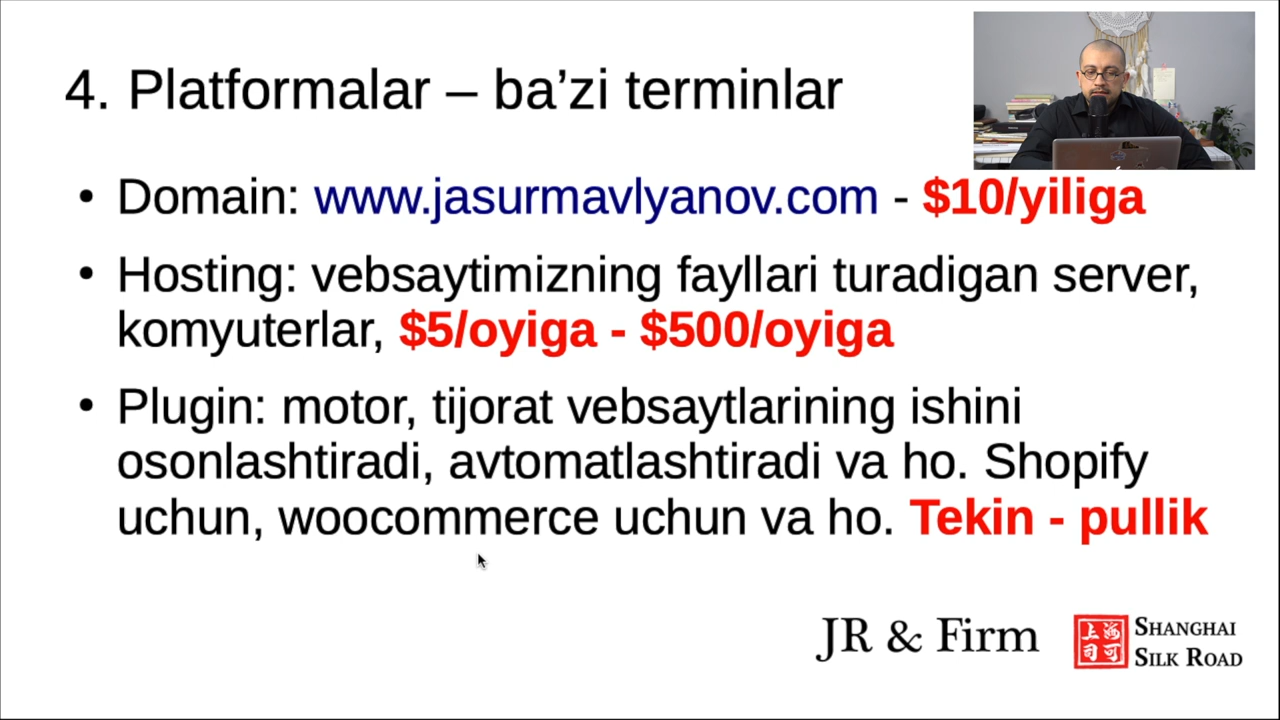 4. Platformalar – ba’zi terminlar
• Domain: www.jasurmavlyanov.com - $10/yiliga
• Hosting: vebsaytimizning fayllari turadigan server,
komyuterlar, $5/oyiga - $500/oyiga
• Plugin: motor, tijorat vebsaytlarining ishini
osonlashtiradi, avtomatlashtiradi va ho. Shopify
uchun, woocommerce uchun va ho. Tekin - pullik
JR & Firm
SHANGHAI
SILK ROAD